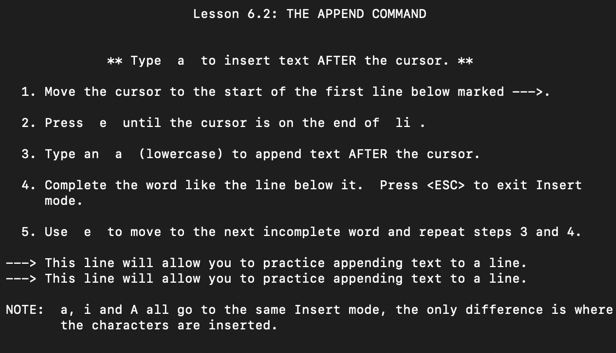 Lesson 6.2: THE APPEND COMMAND
** Type  a  to insert text AFTER the cursor. **
1. Move the cursor to the start of the first line below marked --->.
2. Press  e  until the cursor is on the end of  li .
3. Type an  a  (lowercase) to append text AFTER the cursor.
4. Complete the word like the line below it.  Press <ESC> to exit Insert
mode.
5. Use  e  to move to the next incomplete word and repeat steps 3 and 4.
---> This line will allow you to practice appending text to a line.
---> This line will allow you to practice appending text to a line.
NOTE:  a, i and A all go to the same Insert mode, the only difference is where
the characters are inserted.